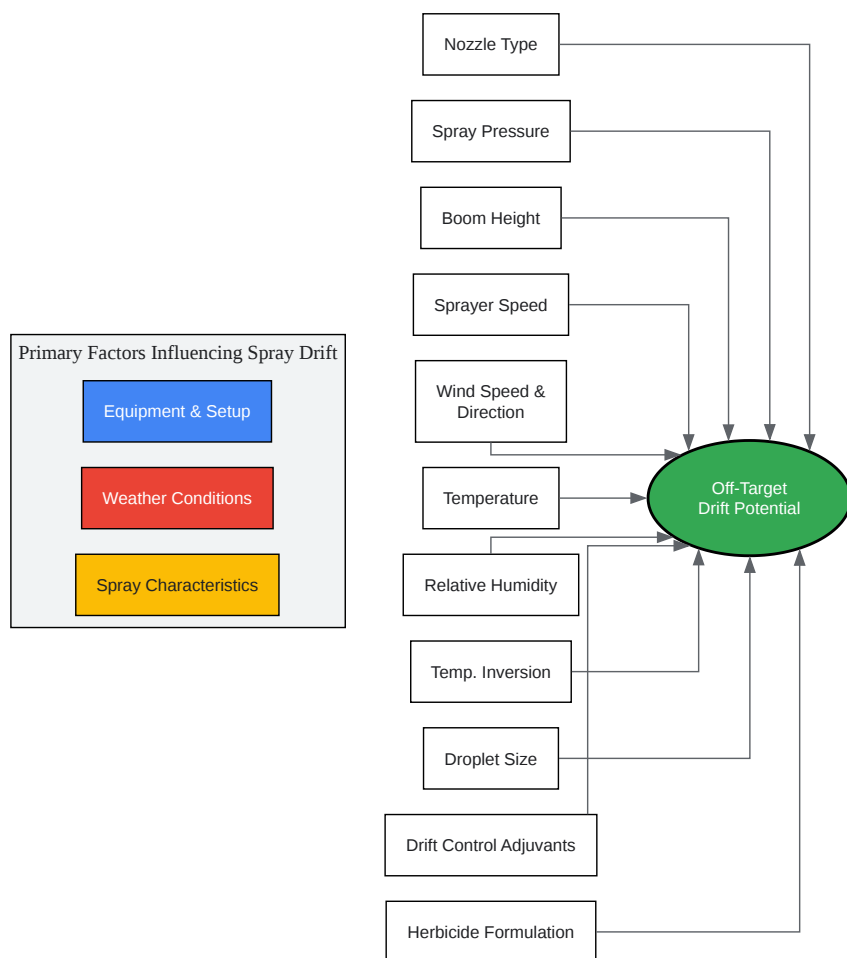 Primary Factors Influencing Spray Drift
Equipment & Setup
Weather Conditions
Spray Characteristics
Nozzle Type
Spray Pressure
Boom Height
Sprayer Speed
Wind Speed &
Direction
Temperature
Relative Humidity
Temp. Inversion
Droplet Size
Drift Control Adjuvants
Herbicide Formulation
Off-Target
Drift Potential